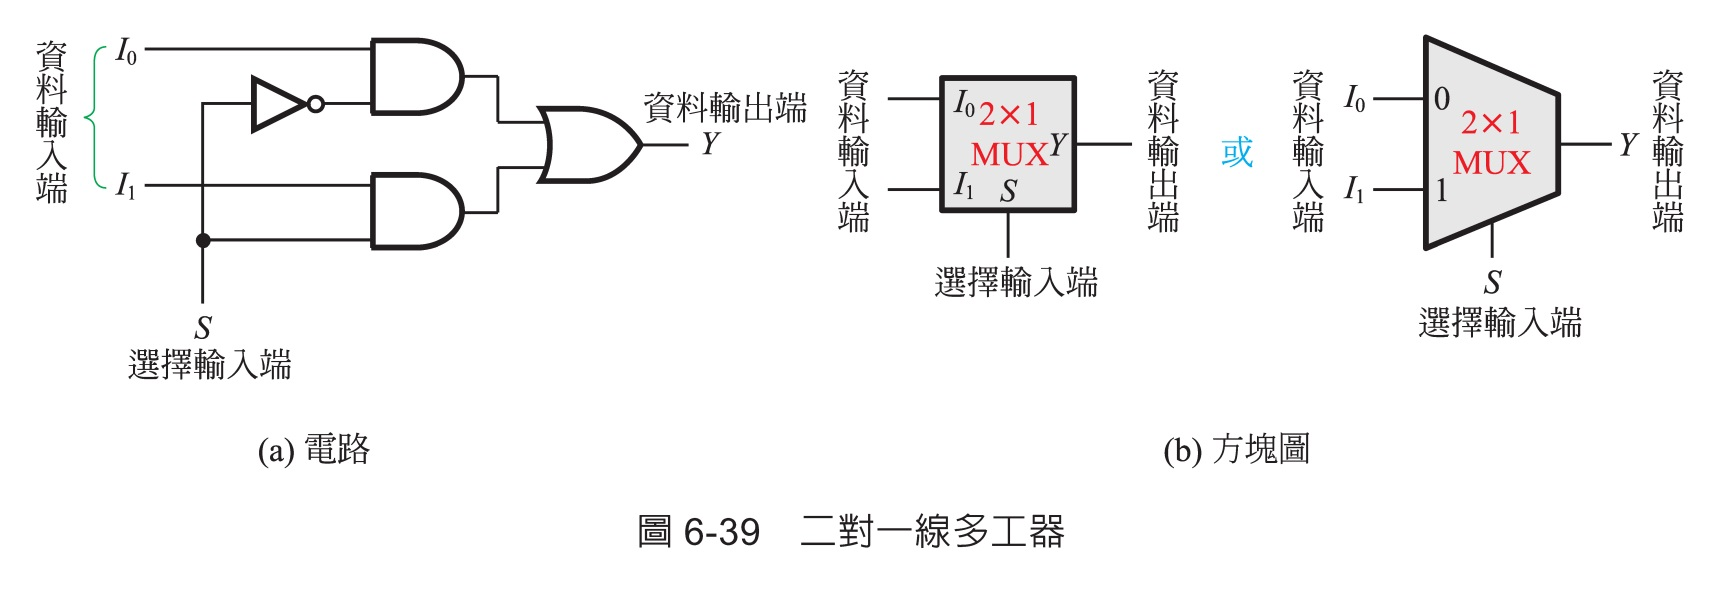 資料輸入端
I0
I1
S
選擇輸入端
資料輸出端
Y
(a) 電路
資料輸入端
I0
2×1
MUX
Y
I1
S
選擇輸入端
資料輸出端
或
資料輸入端
I0
I1
0
2×1
MUX
1
Y
資料輸出端
S
選擇輸入端
(b) 方塊圖
圖 6-39 二對一線多工器